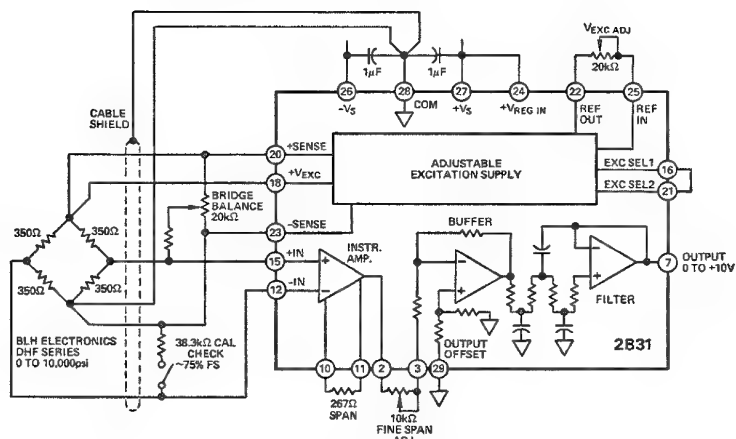 VEXC ADJ
20kΩ
1μF
1μF
26
28
27
24
22
25
-VS
COM
+VS
+VREG IN
REF
OUT
REF
IN
CABLE
SHIELD
20
+SENSE
18
+VEXC
ADJUSTABLE
EXCITATION SUPPLY
EXC SEL1
16
EXC SEL2
21
BRIDGE
BALANCE
20kΩ
23
-SENSE
350Ω
350Ω
350Ω
350Ω
15
+IN
12
-IN
INSTR.
AMP.
BUFFER
7
OUTPUT
0 TO +10V
FILTER
BLH ELECTRONICS
DHF SERIES
0 TO 10,000psi
38.3kΩ CAL
CHECK
~75% FS
OUTPUT
OFFSET
2B31
10
11
2
3
29
267Ω
SPAN
10kΩ
FINE SPAN